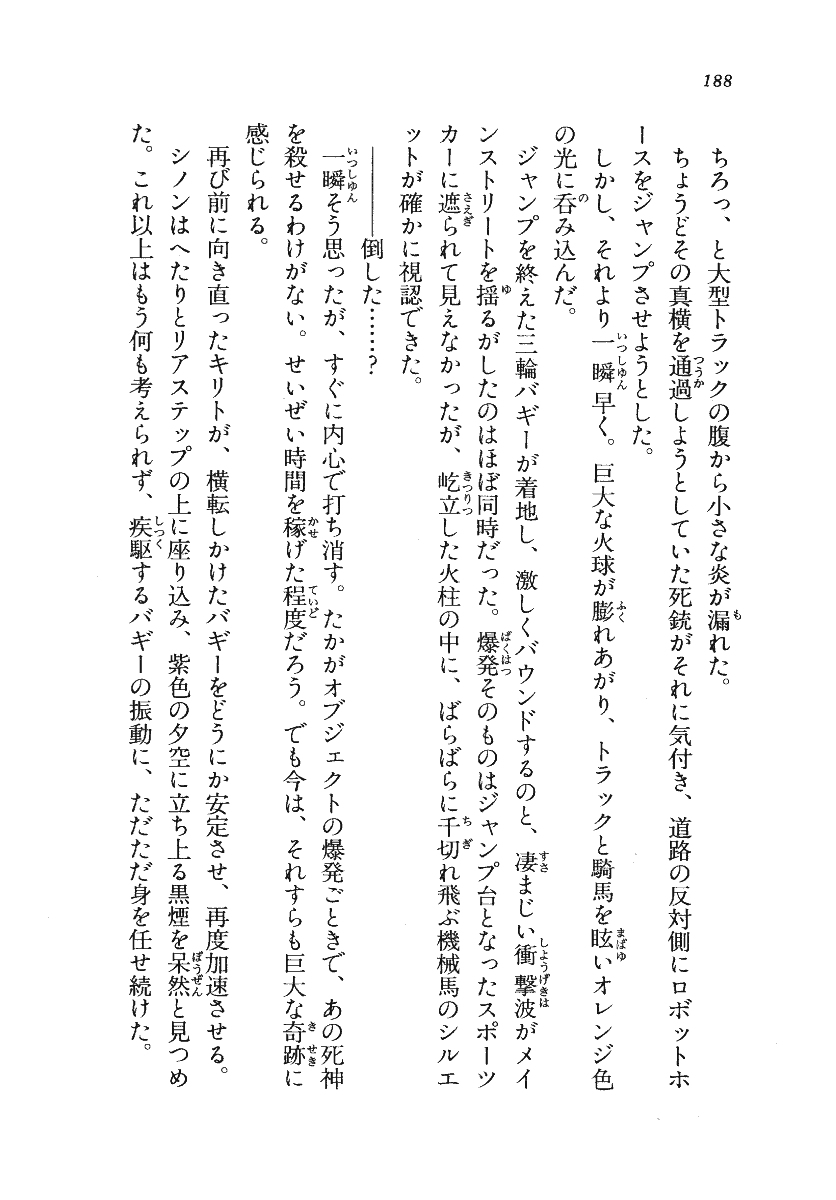 188
ちろっ、と大型トラックの腹から小さな炎が漏れた。
ちょうどその真横を通過しようとしていた死銃がそれに気付き、道路の反対側にロボットホ
ースをジャンプさせようとした。
しかし、それより一瞬早く。巨大な火球が膨れあがり、トラックと騎馬を眩いオレンジ色
の光に呑み込んだ。
ジャンプを終えた三輪バギーが着地し、激しくバウンドするのと、凄まじい衝撃波がメイ
ンストリートを揺るがしたのはほぼ同時だった。爆発そのものはジャンプ台となったスポーツ
カーに遮られて見えなかったが、屹立した火柱の中に、ばらばらに千切れ飛ぶ機械馬のシルエ
ットが確かに視認できた。
――――倒した……?
一瞬そう思ったが、すぐに内心で打ち消す。たかがオブジェクトの爆発ごときで、あの死神
を殺せるわけがない。せいぜい時間を稼げた程度だろう。でも今は、それすらも巨大な奇跡に
感じられる。
再び前に向き直ったキリトが、横転しかけたバギーをどうにか安定させ、再度加速させる。
シノンはへたりとリアステップの上に座り込み、紫色の夕空に立ち上る黒煙を呆然と見つめ
た。これ以上はもう何も考えられず、疾駆するバギーの振動に、ただただ身を任せ続けた。